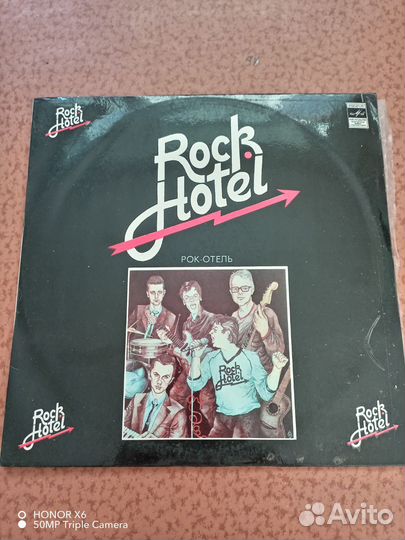 Rock
Hotel
Rock
Hotel
РОК-ОТЕЛЬ
Rock
Hotel
Rock
Hotel
Rock
Hotel
HONOR X6
50MP Triple Camera
Avito